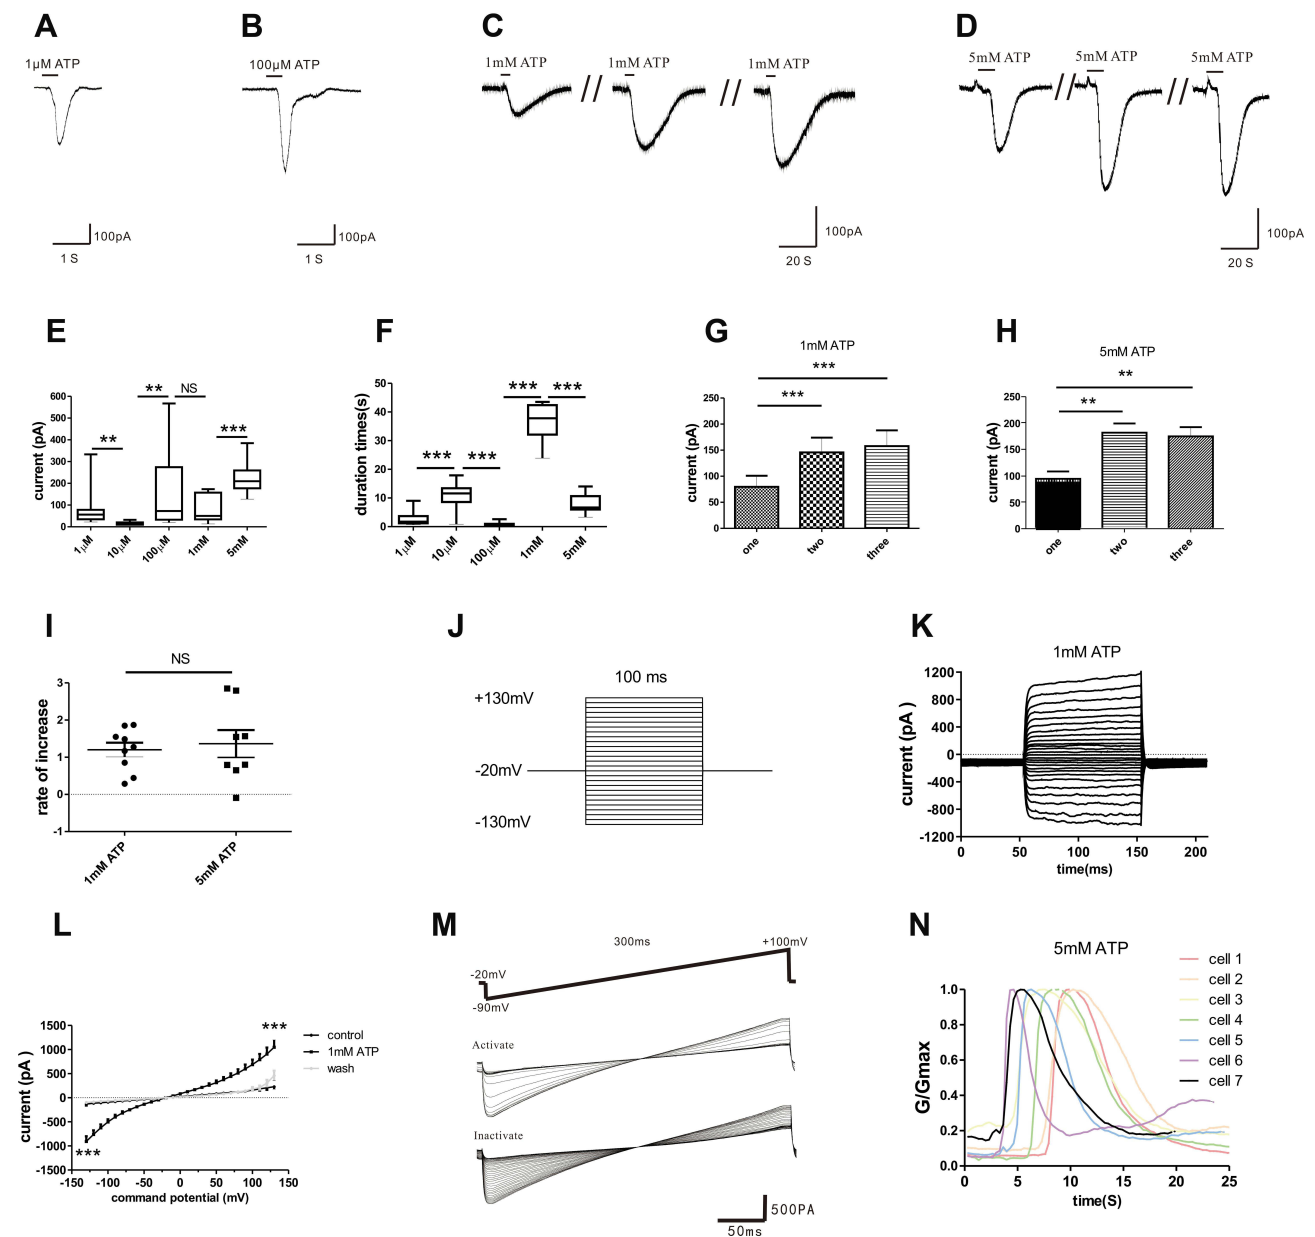 A
B
C
D
1μM ATP
100μM ATP
1mM ATP
1mM ATP
1mM ATP
5mM ATP
5mM ATP
5mM ATP
100pA
1 S
100pA
1 S
100pA
20 S
100pA
20 S
E
F
G
H
current (pA)
600
500
400
300
200
100
0
**
**
NS
***
1μM
10μM
100μM
1mM
5mM
duration times(s)
50
40
30
20
10
0
***
***
***
***
1μM
10μM
100μM
1mM
5mM
1mM ATP
***
***
current (pA)
250
200
150
100
50
0
one
two
three
5mM ATP
**
**
current (pA)
250
200
150
100
50
0
one
two
three
I
J
K
NS
rate of increase
3
2
1
0
-1
1mM ATP
5mM ATP
100 ms
+130mV
-20mV
-130mV
1mM ATP
current (pA )
1200
800
400
0
-400
-800
-1200
0
50
100
150
200
time(ms)
L
M
N
current (pA )
1500
1000
500
0
-500
-1000
-1500
***
***
-150
-100
-50
0
50
100
150
command potential (mV)
control
1mM ATP
wash
300ms
+100mV
-20mV
-90mV
Activate
Inactivate
500PA
50ms
5mM ATP
G/Gmax
1.0
0.8
0.6
0.4
0.2
0.0
0
5
10
15
20
25
time(S)
cell 1
cell 2
cell 3
cell 4
cell 5
cell 6
cell 7